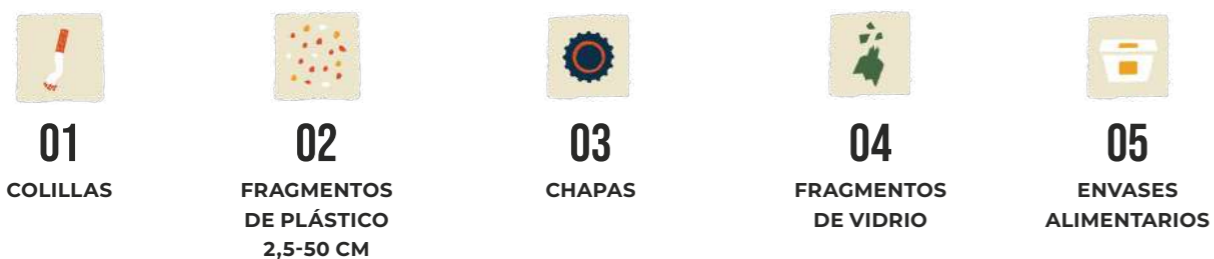 01
COLILLAS
02
FRAGMENTOS
DE PLÁSTICO
2,5-50 CM
03
CHAPAS
04
FRAGMENTOS
DE VIDRIO
05
ENVASES
ALIMENTARIOS